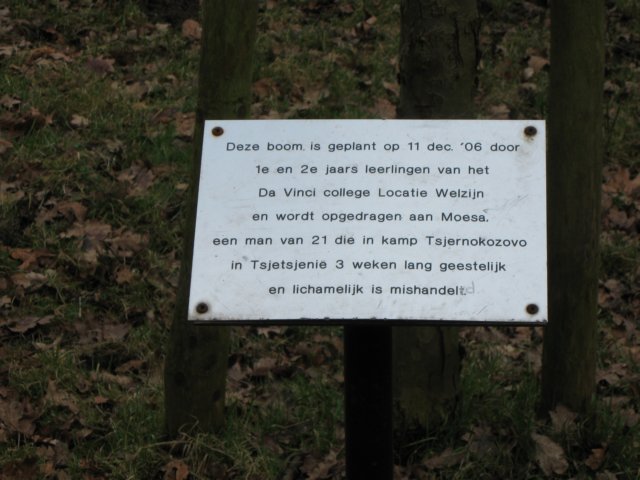 Deze boom is geplant op 11 dec. '06 door
1e en 2e jaars leerlingen van het
Da Vinci college Locatie Welzijn
en wordt opgedragen aan Moesa.
een man van 21 die in kamp Tsjernokozovo
in Tsjetsjenië 3 weken lang geestelijk
en lichamelijk is mishandelt.